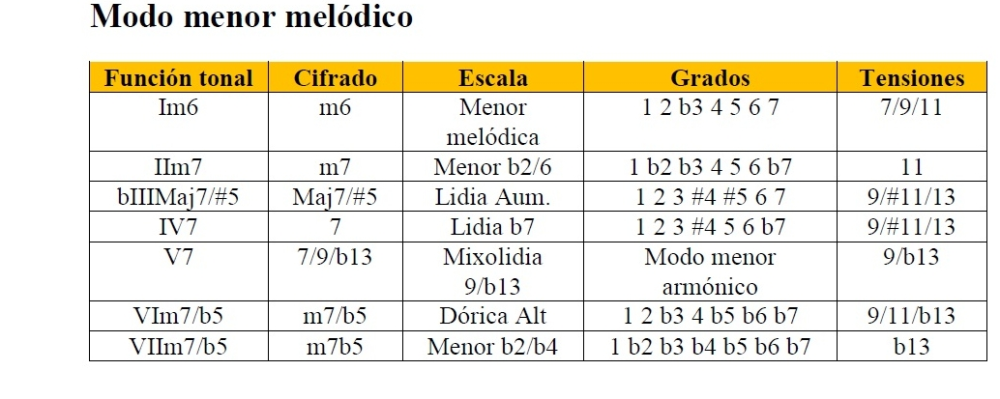 Modo menor melódico
Función tonal Cifrado Escala Grados Tensiones
Im6 m6 Menor melódica 1 2 b3 4 5 6 7 7/9/11
IIm7 m7 Menor b2/6 1 b2 b3 4 5 6 b7 11
bIIIMaj7/#5 Maj7/#5 Lidia Aum. 1 2 3 #4 #5 6 7 9/#11/13
IV7 7 Lidia b7 1 2 3 #4 5 6 b7 9/#11/13
V7 7/9/b13 Mixolidia 9/b13 Modo menor armónico 9/b13
VIm7/b5 m7/b5 Dórica Alt 1 2 b3 4 b5 b6 b7 9/11/b13
VIIm7/b5 m7b5 Menor b2/b4 1 b2 b3 b4 b5 b6 b7 b13